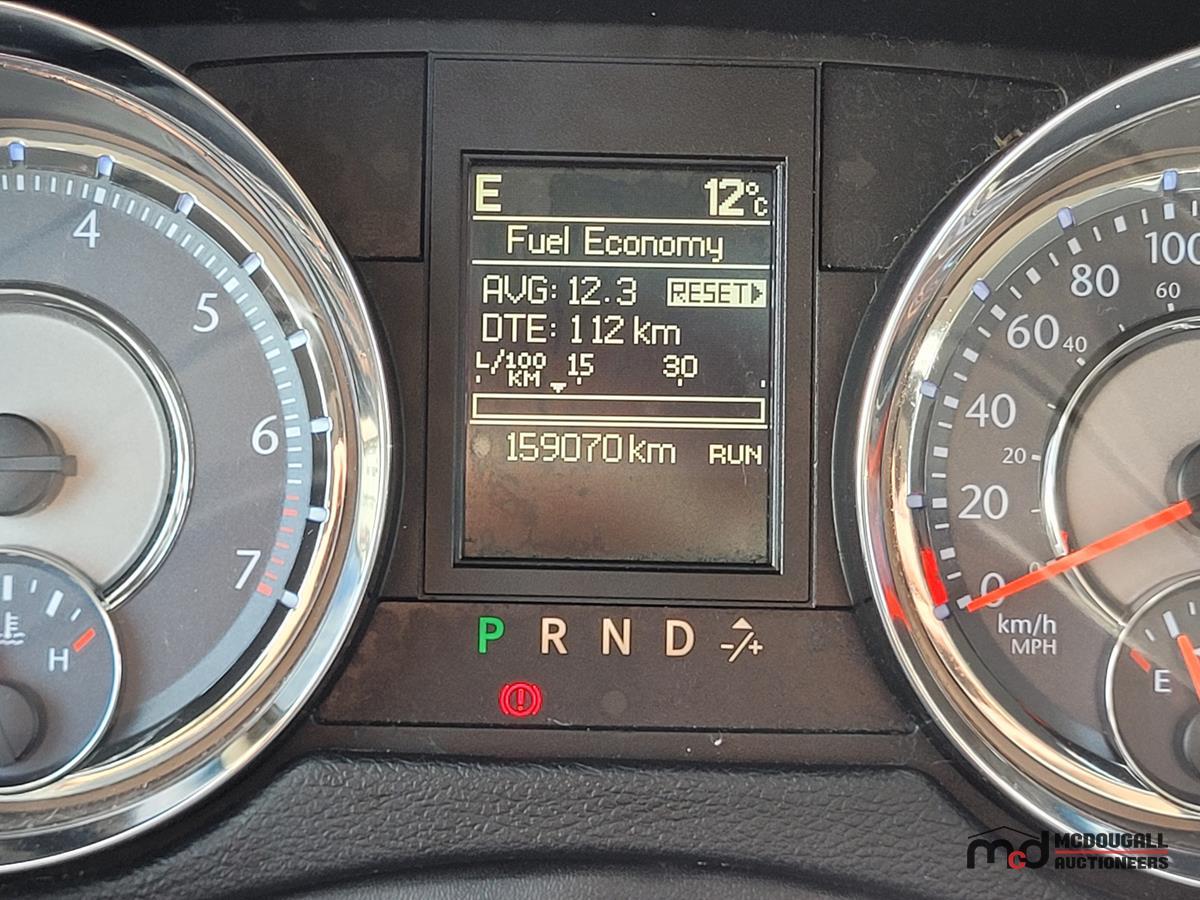 E 12°C
Fuel Economy
AVG: 12.3 RESET
DTE: 112 km
L/100 KM 15 30
159070 km RUN
P R N D -/+
4
5
6
7
H
100
80
60
60
40
40
20
20
0
km/h
MPH
E
mcd MCDOUGALL AUCTIONEERS